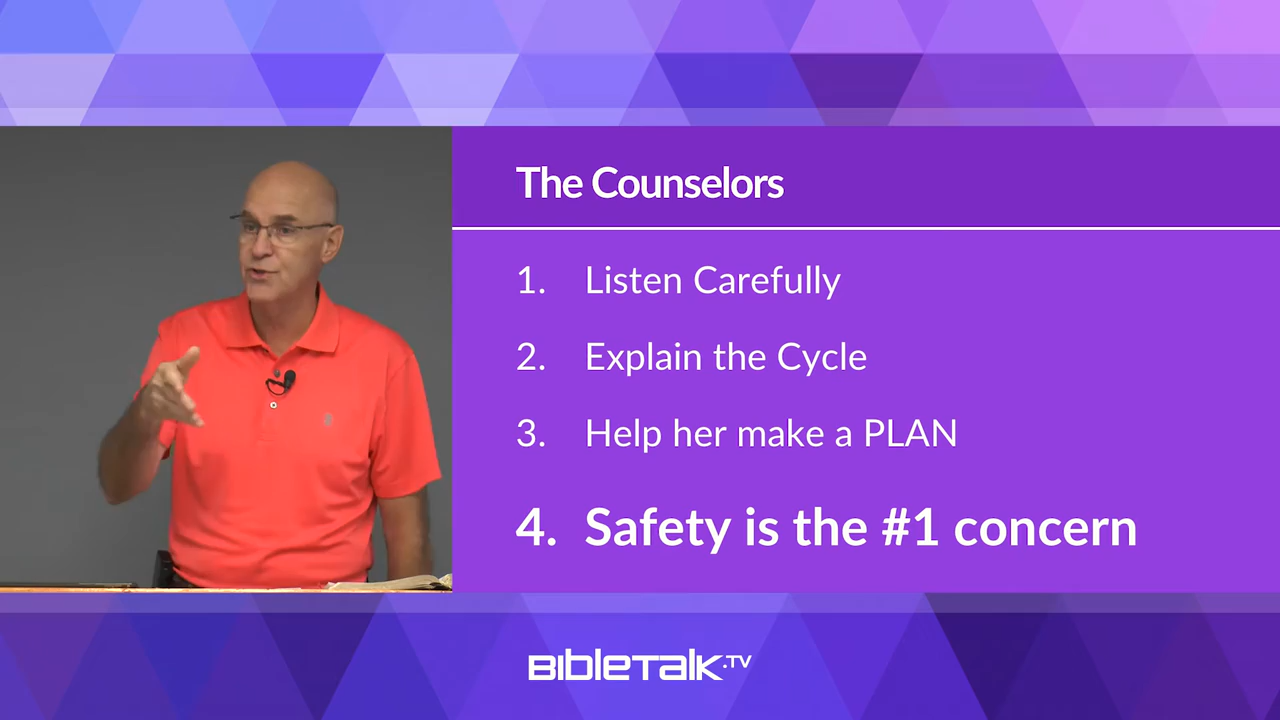 The Counselors
1. Listen Carefully
2. Explain the Cycle
3. Help her make a PLAN
4. Safety is the #1 concern
BIBLETALK.TV